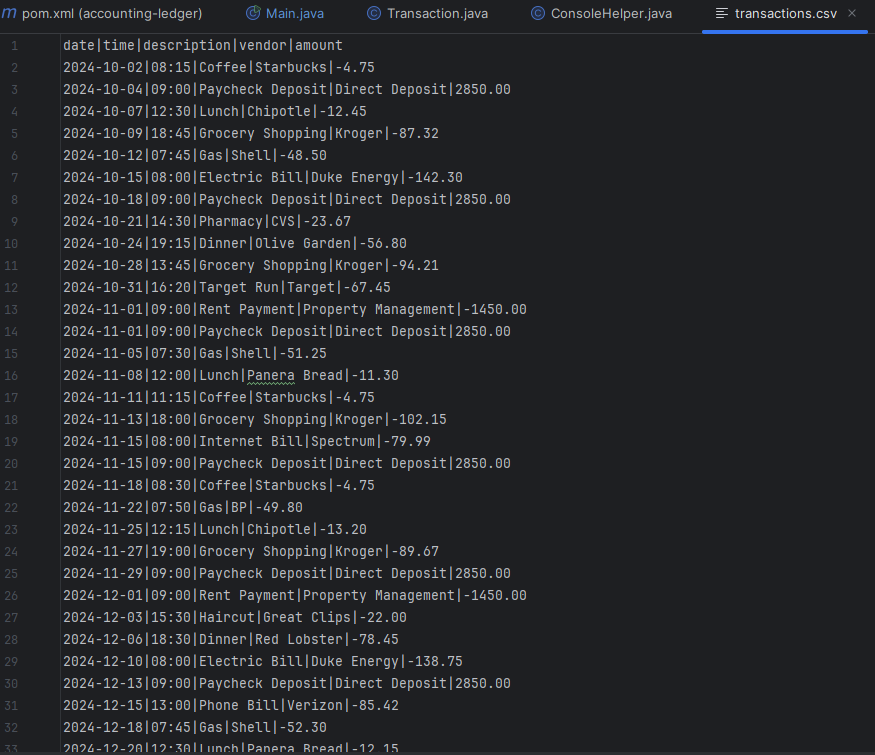 m pom.xml (accounting-ledger) Main.java Transaction.java ConsoleHelper.java transactions.csv
1 date|time|description|vendor|amount
2 2024-10-02|08:15|Coffee|Starbucks|-4.75
3 2024-10-04|09:00|Paycheck Deposit|Direct Deposit|2850.00
4 2024-10-07|12:30|Lunch|Chipotle|-12.45
5 2024-10-09|18:45|Grocery Shopping|Kroger|-87.32
6 2024-10-12|07:45|Gas|Shell|-48.50
7 2024-10-15|08:00|Electric Bill|Duke Energy|-142.30
8 2024-10-18|09:00|Paycheck Deposit|Direct Deposit|2850.00
9 2024-10-21|14:30|Pharmacy|CVS|-23.67
10 2024-10-24|19:15|Dinner|Olive Garden|-56.80
11 2024-10-28|13:45|Grocery Shopping|Kroger|-94.21
12 2024-10-31|16:20|Target Run|Target|-67.45
13 2024-11-01|09:00|Rent Payment|Property Management|-1450.00
14 2024-11-01|09:00|Paycheck Deposit|Direct Deposit|2850.00
15 2024-11-05|07:30|Gas|Shell|-51.25
16 2024-11-08|12:00|Lunch|Panera Bread|-11.30
17 2024-11-11|11:15|Coffee|Starbucks|-4.75
18 2024-11-13|18:00|Grocery Shopping|Kroger|-102.15
19 2024-11-15|08:00|Internet Bill|Spectrum|-79.99
20 2024-11-15|09:00|Paycheck Deposit|Direct Deposit|2850.00
21 2024-11-18|08:30|Coffee|Starbucks|-4.75
22 2024-11-22|07:50|Gas|BP|-49.80
23 2024-11-25|12:15|Lunch|Chipotle|-13.20
24 2024-11-27|19:00|Grocery Shopping|Kroger|-89.67
25 2024-11-29|09:00|Paycheck Deposit|Direct Deposit|2850.00
26 2024-12-01|09:00|Rent Payment|Property Management|-1450.00
27 2024-12-03|15:30|Haircut|Great Clips|-22.00
28 2024-12-06|18:30|Dinner|Red Lobster|-78.45
29 2024-12-10|08:00|Electric Bill|Duke Energy|-138.75
30 2024-12-13|09:00|Paycheck Deposit|Direct Deposit|2850.00
31 2024-12-15|13:00|Phone Bill|Verizon|-85.42
32 2024-12-18|07:45|Gas|Shell|-52.30
33 2024-12-20|12:30|Lunch|Panera Bread|-12.15